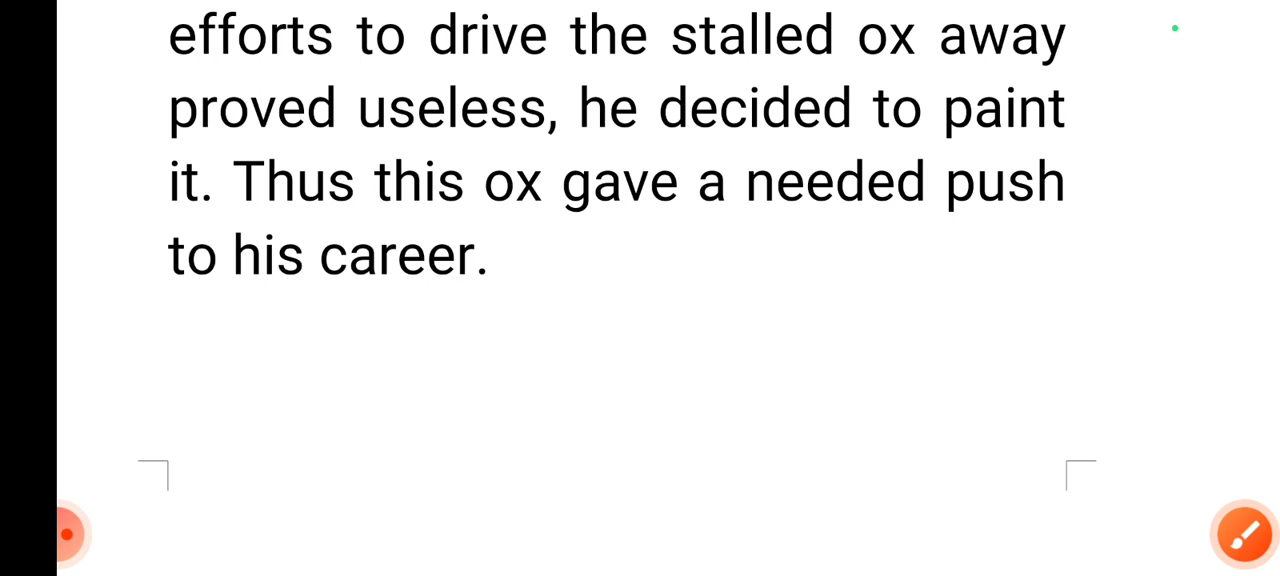 efforts to drive the stalled ox away
proved useless, he decided to paint
it. Thus this ox gave a needed push
to his career.